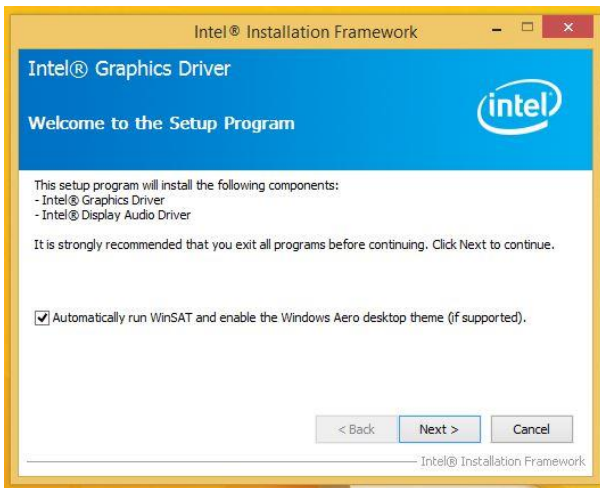 Intel® Installation Framework
Intel® Graphics Driver
intel
Welcome to the Setup Program
This setup program will install the following components:
- Intel® Graphics Driver
- Intel® Display Audio Driver
It is strongly recommended that you exit all programs before continuing. Click Next to continue.
Automatically run WinSAT and enable the Windows Aero desktop theme (if supported).
< Back Next > Cancel
Intel® Installation Framework